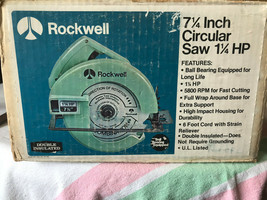 Rockwell
7¼ Inch
Circular
Saw 1¼ HP
FEATURES:
• Ball Bearing Equipped for
Long Life
• 1¼ HP
• 5800 RPM for Fast Cutting
• Full Wrap Around Base for
Extra Support
• High Impact Housing for
Durability
• 6 Foot Cord with Strain
Reliever
• Double Insulated—Does
Not Require Grounding
• U.L. Listed
Rockwell
DOUBLE
INSULATED